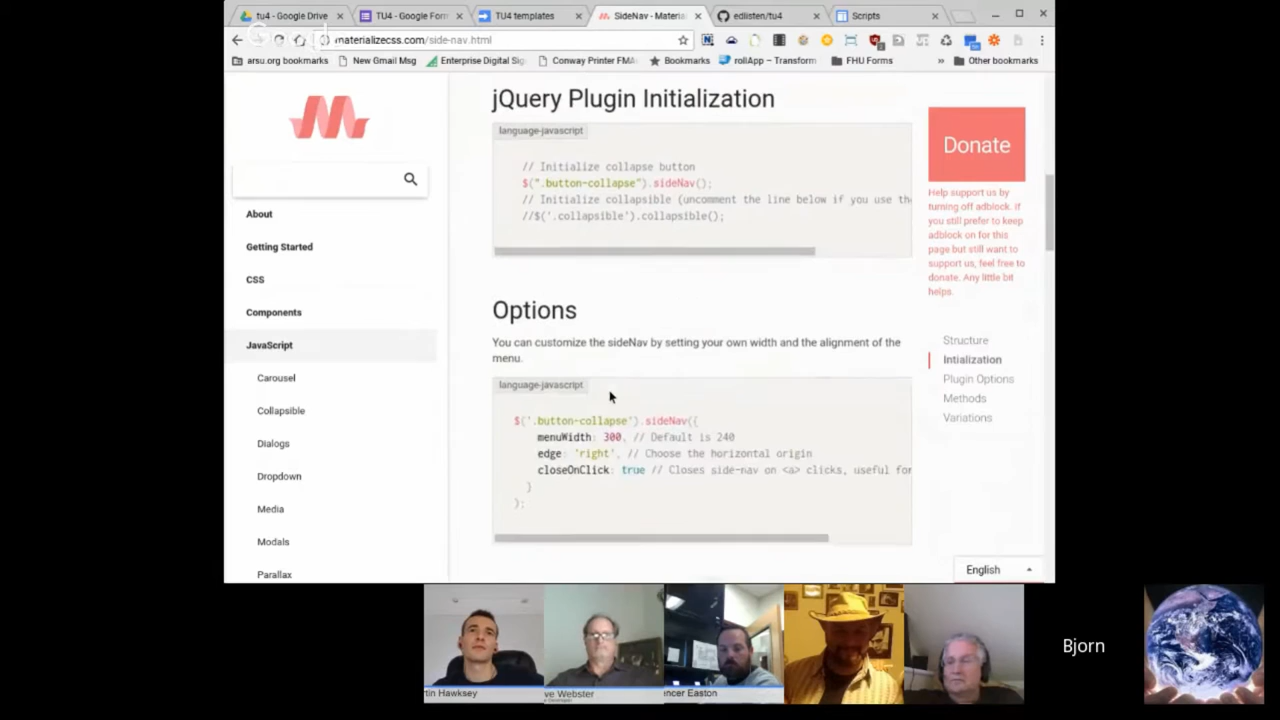 tu4 - Google Drive
TU4 - Google For
TU4 templates
SideNav - Materia
edlisten/tu4
Scripts
materializecss.com/side-nav.html
arsu.org bookmarks
New Gmail Msg
Enterprise Digital Sig
Conway Printer FMA
Bookmarks
rollApp – Transform
FHU Forms
»
Other bookmarks
About
Getting Started
CSS
Components
JavaScript
Carousel
Collapsible
Dialogs
Dropdown
Media
Modals
Parallax
jQuery Plugin Initialization
language-javascript
// Initialize collapse button
$(".button-collapse").sideNav();
// Initialize collapsible (uncomment the line below if you use the
//$('.collapsible').collapsible();
Options
You can customize the sideNav by setting your own width and the alignment of the
menu.
language-javascript
$('.button-collapse').sideNav({
menuWidth: 300, // Default is 240
edge: 'right', // Choose the horizontal origin
closeOnClick: true // Closes side-nav on <a> clicks, useful for
}
);
Donate
Help support us by
turning off adblock. If
you still prefer to keep
adblock on for this
page but still want to
support us, feel free to
donate. Any little bit
helps.
Structure
Intialization
Plugin Options
Methods
Variations
English
tin Hawksey
ve Webster
encer Easton
Bjorn